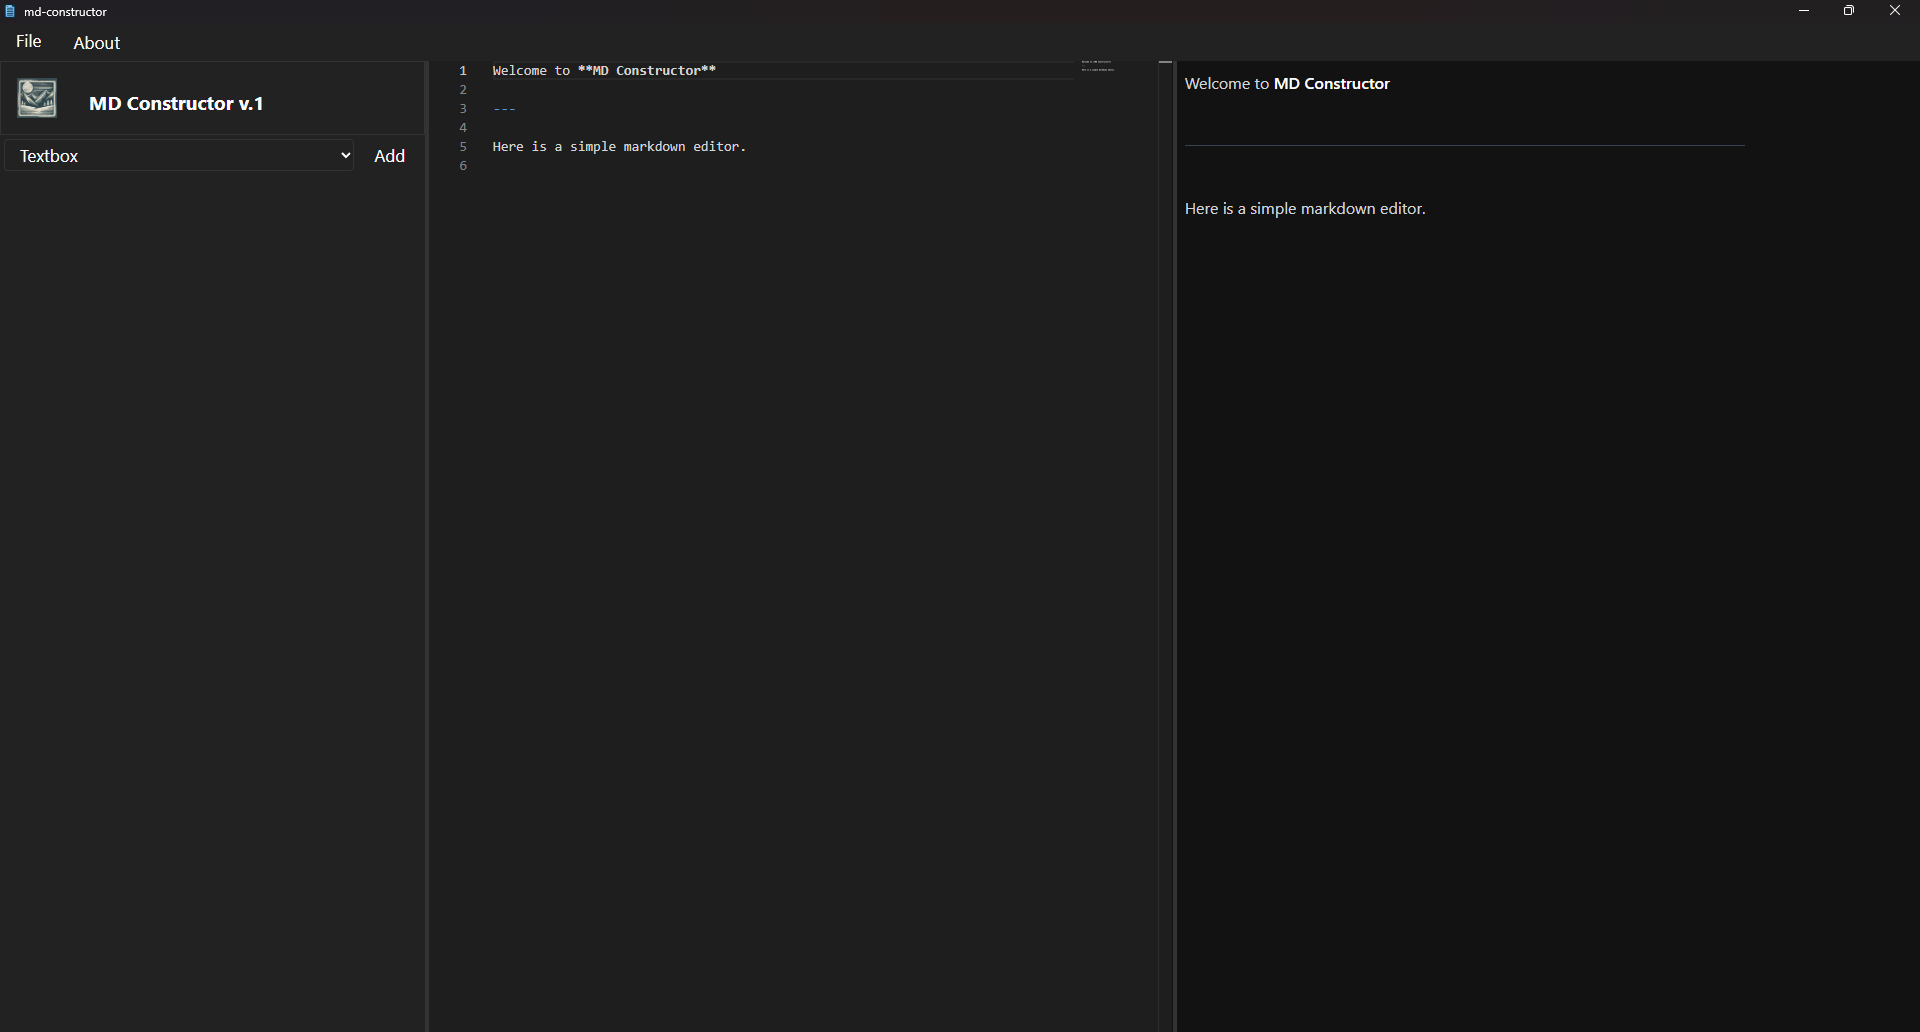 md-constructor
File
About
MD Constructor v.1
Textbox
Add
1 Welcome to **MD Constructor**
2
3 ---
4
5 Here is a simple markdown editor.
6
Welcome to MD Constructor
Here is a simple markdown editor.